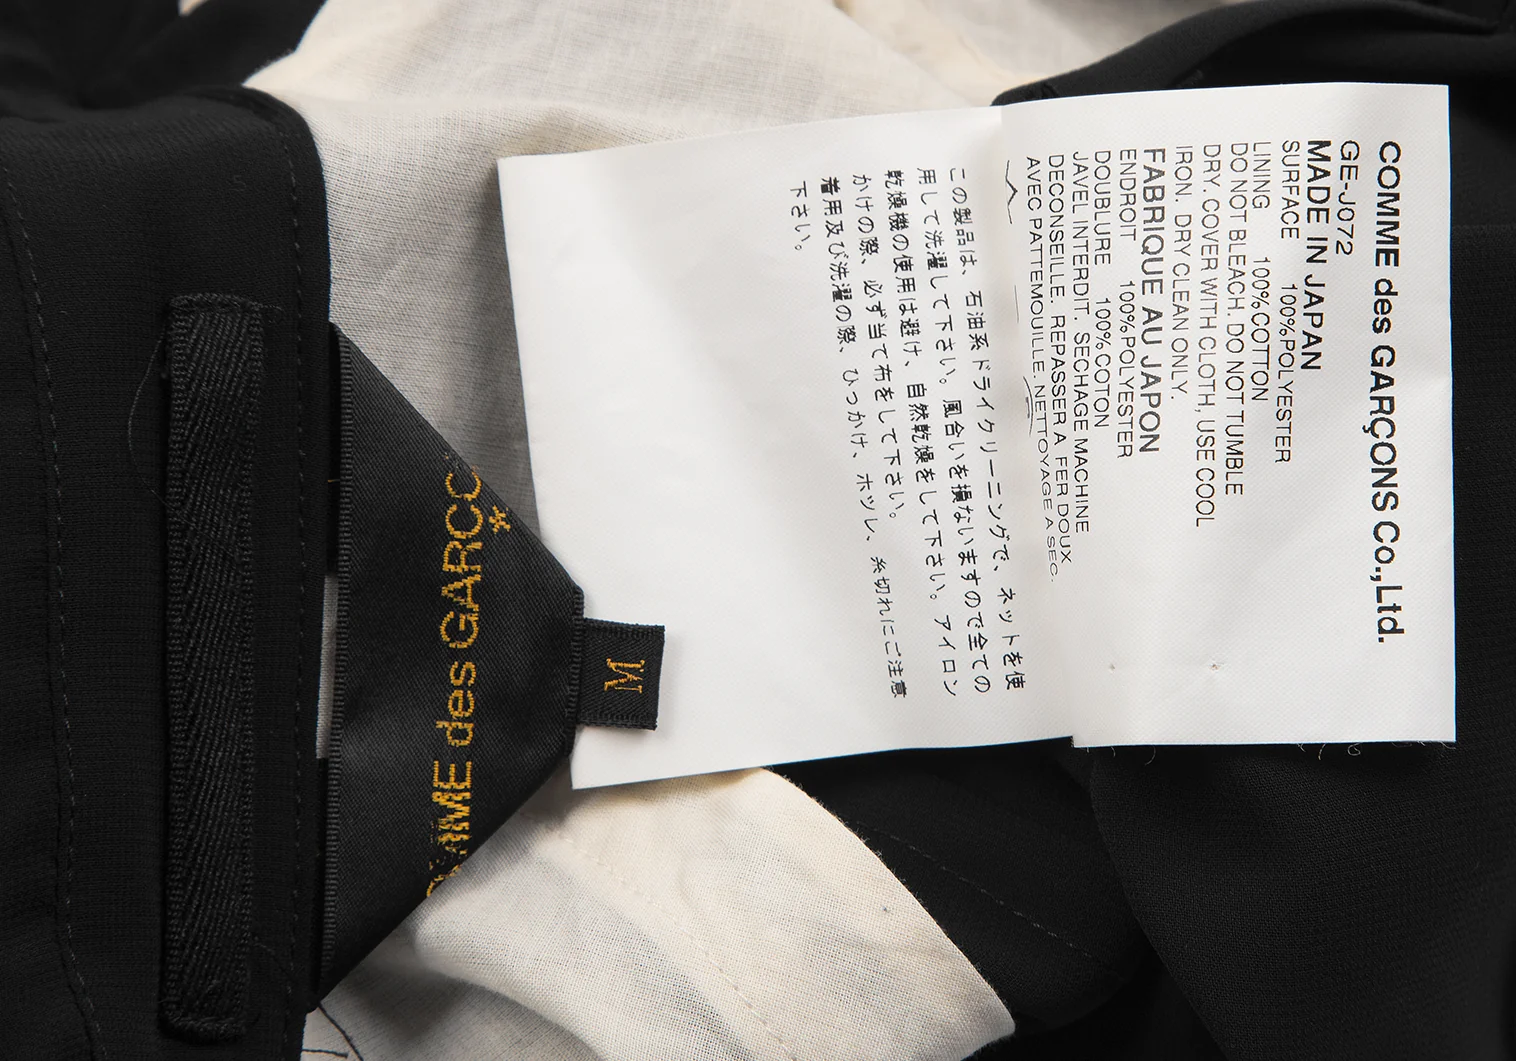 COMME des GARÇONS Co.,Ltd.
GE-J072
MADE IN JAPAN
SURFACE 100%POLYESTER
LINING 100%COTTON
DO NOT BLEACH. DO NOT TUMBLE
DRY. COVER WITH CLOTH, USE COOL
IRON. DRY CLEAN ONLY.
FABRIQUE AU JAPON
ENDROIT 100%POLYESTER
DOUBLURE 100%COTON
JAVEL INTERDIT. SECHAGE MACHINE
DECONSEILLE. REPASSER A FER DOUX
AVEC PATTEMOUILLE. NETTOYAGE A SEC.
この製品は、石油系ドライクリーニングで、ネットを使
用して洗濯して下さい。風合いを損ないますので全ての
乾燥機の使用は避け、自然乾燥をして下さい。アイロン
かけの際、必ず当て布をして下さい。
着用及び洗濯の際、ひっかけ、ホツレ、糸切れにご注意
下さい。
M
COMME des GARÇO